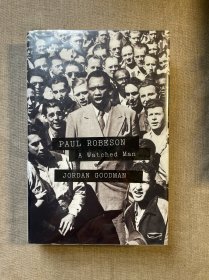 PAUL ROBESON
A Watched Man
JORDAN GOODMAN